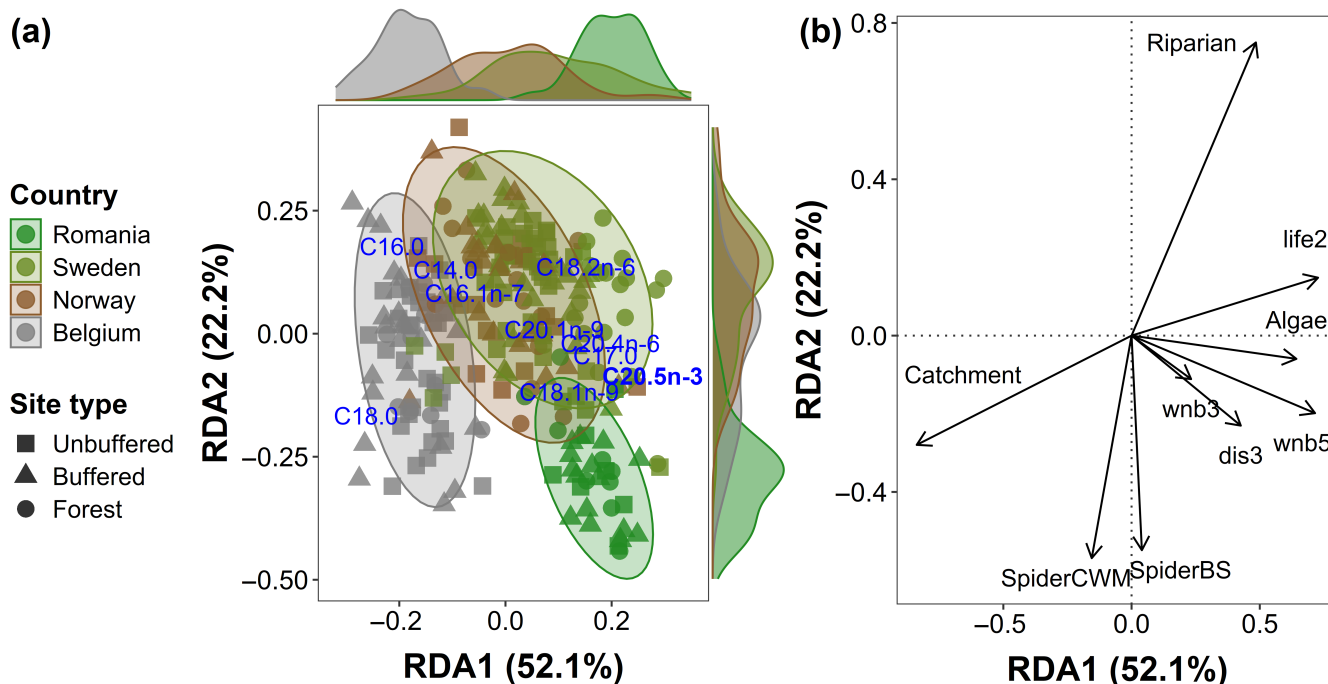 (a)
Country
Romania
Sweden
Norway
Belgium
Site type
Unbuffered
Buffered
Forest
RDA2 (22.2%)
0.25
0.00
−0.25
−0.50
C16.0
C14.0
C16.1n-7
C18.2n-6
C20.1n-9
C20.4n-6
C17.0
C20.5n-3
C18.1n-9
C18.0
−0.2
0.0
0.2
RDA1 (52.1%)
(b)
RDA2 (22.2%)
0.8
0.4
0.0
−0.4
Riparian
life2
Algae
Catchment
wnb3
dis3
wnb5
SpiderCWM
SpiderBS
−0.5
0.0
0.5
RDA1 (52.1%)